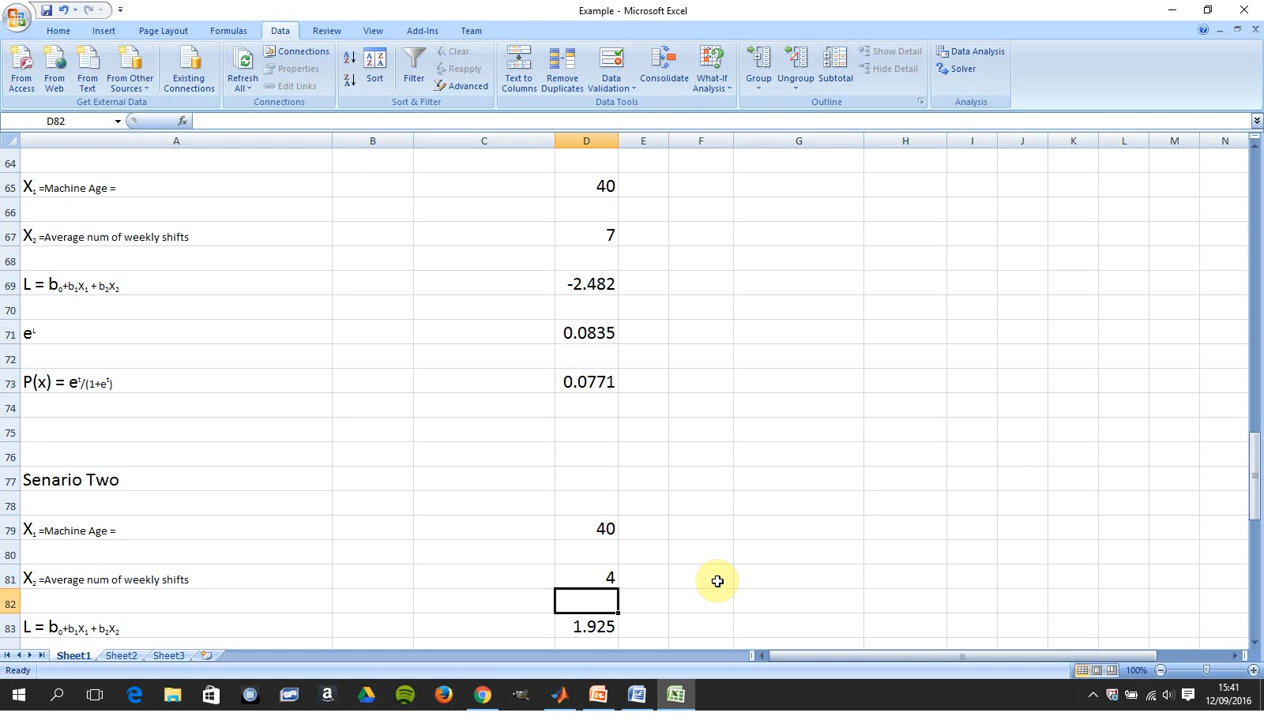 Example - Microsoft Excel
Home Insert Page Layout Formulas Data Review View Add-Ins Team
From Access
From Web
From Text
From Other Sources
Existing Connections
Get External Data
Refresh All
Connections
Properties
Edit Links
Connections
Sort
Filter
Clear
Reapply
Advanced
Sort & Filter
Text to Columns
Remove Duplicates
Data Validation
Consolidate
What-If Analysis
Data Tools
Group
Ungroup
Subtotal
Show Detail
Hide Detail
Outline
Data Analysis
Solver
Analysis
D82 fx
A B C D E F G H I J K L M N
64
65 X1 =Machine Age = 40
66
67 X2 =Average num of weekly shifts 7
68
69 L = b0+b1X1 + b2X2 -2.482
70
71 eL 0.0835
72
73 P(x) = eL/(1+eL) 0.0771
74
75
76
77 Senario Two
78
79 X1 =Machine Age = 40
80
81 X2 =Average num of weekly shifts 4
82
83 L = b0+b1X1 + b2X2 1.925
Sheet1 Sheet2 Sheet3
Ready 100%
15:41
12/09/2016